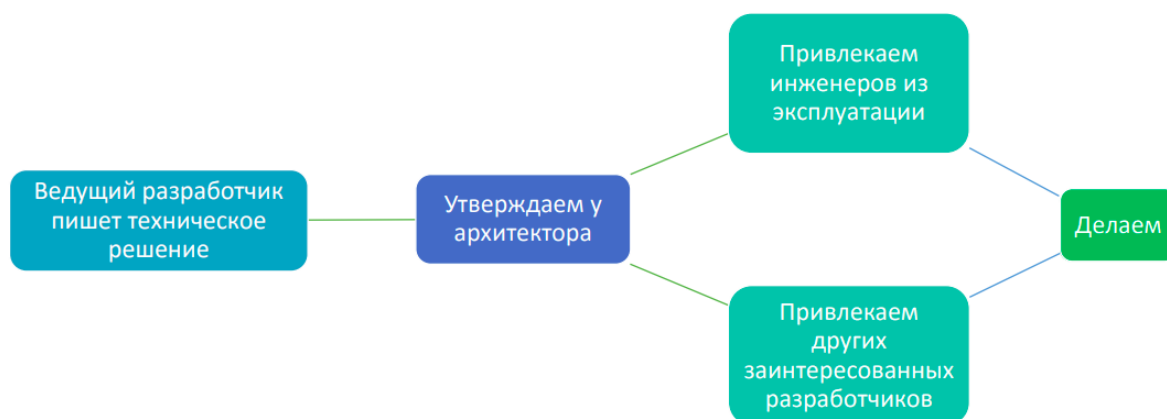 Ведущий разработчик
пишет техническое
решение
Утверждаем у
архитектора
Привлекаем
инженеров из
эксплуатации
Привлекаем
других
заинтересованных
разработчиков
Делаем